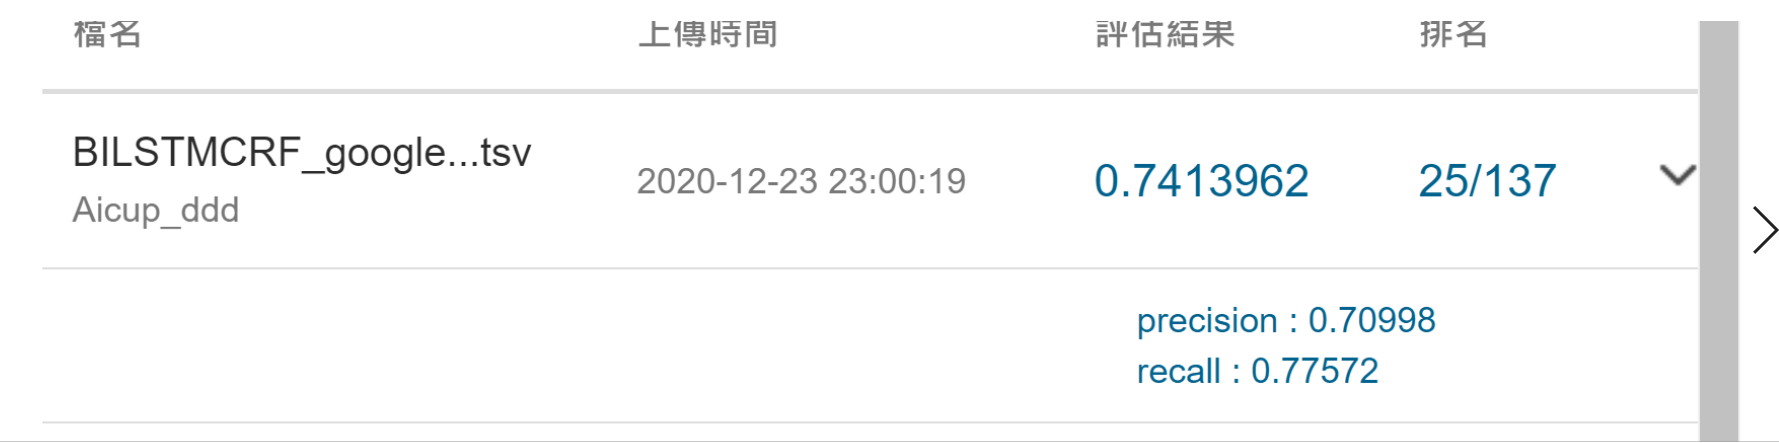 檔名 上傳時間 評估結果 排名
BILSTMCRF_google...tsv
2020-12-23 23:00:19 0.7413962 25/137
Aicup_ddd
precision : 0.70998
recall : 0.77572